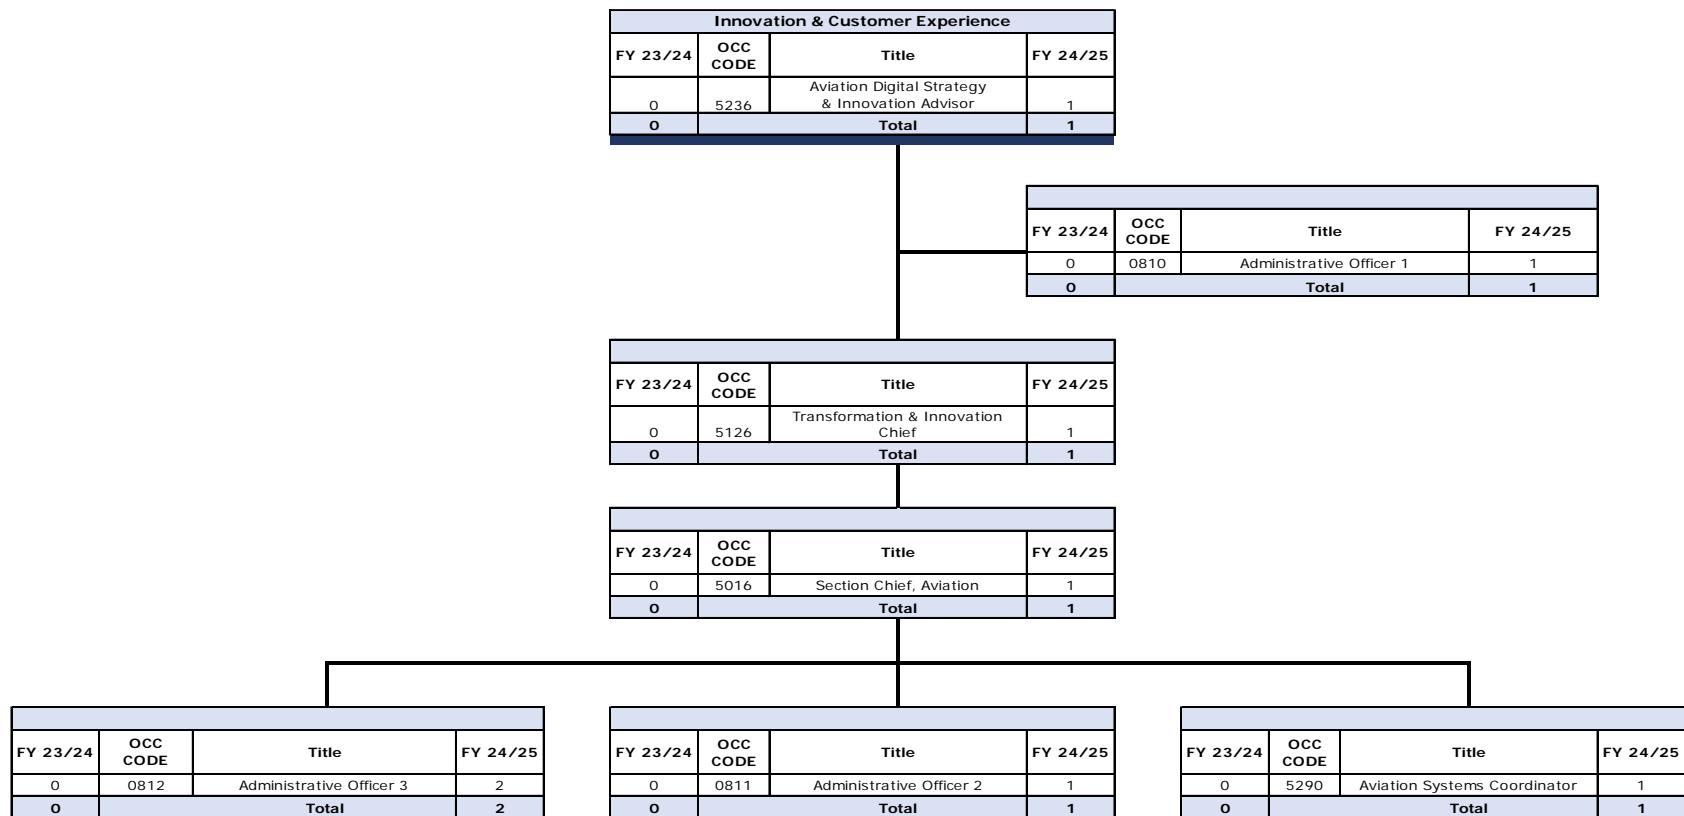 Innovation & Customer Experience
FY 23/24 OCC CODE Title FY 24/25
0 5236 Aviation Digital Strategy & Innovation Advisor 1
0 Total 1
FY 23/24 OCC CODE Title FY 24/25
0 0810 Administrative Officer 1 1
0 Total 1
FY 23/24 OCC CODE Title FY 24/25
0 5126 Transformation & Innovation Chief 1
0 Total 1
FY 23/24 OCC CODE Title FY 24/25
0 5016 Section Chief, Aviation 1
0 Total 1
FY 23/24 OCC CODE Title FY 24/25
0 0812 Administrative Officer 3 2
0 Total 2
FY 23/24 OCC CODE Title FY 24/25
0 0811 Administrative Officer 2 1
0 Total 1
FY 23/24 OCC CODE Title FY 24/25
0 5290 Aviation Systems Coordinator 1
0 Total 1